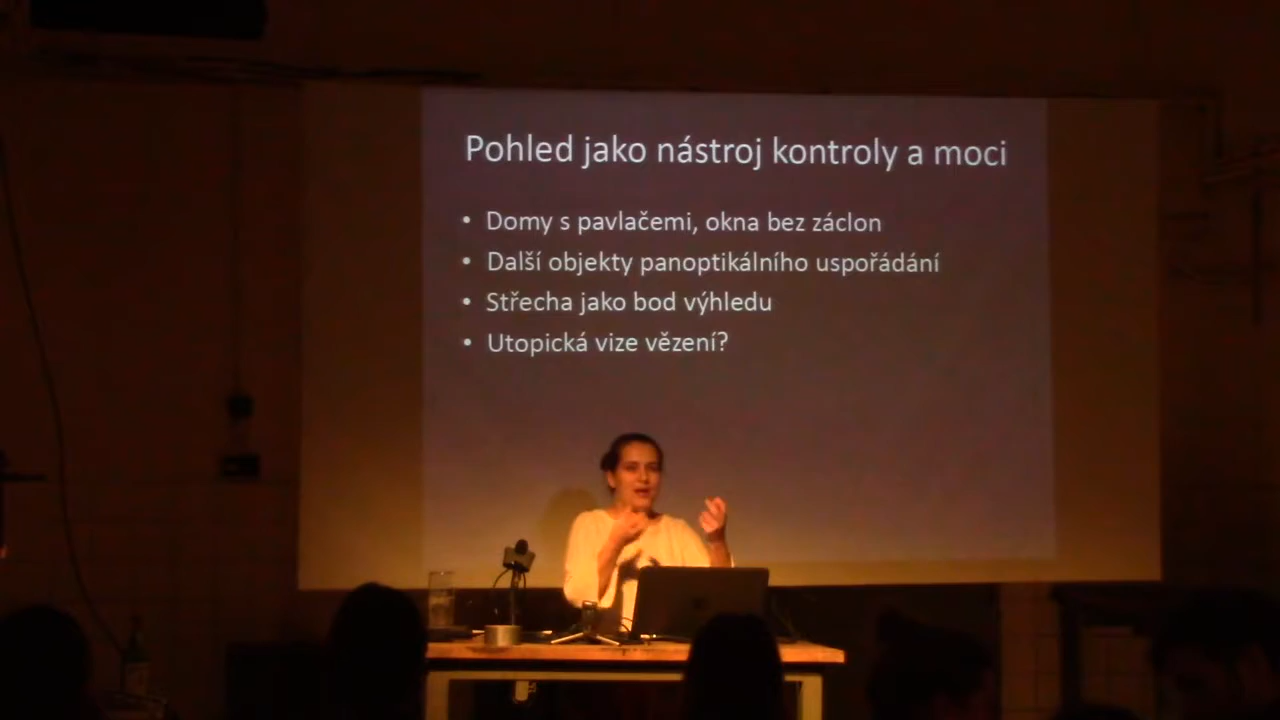 Pohled jako nástroj kontroly a moci
• Domy s pavlačemi, okna bez záclon
• Další objekty panoptikálního uspořádání
• Střecha jako bod výhledu
• Utopická vize vězení?